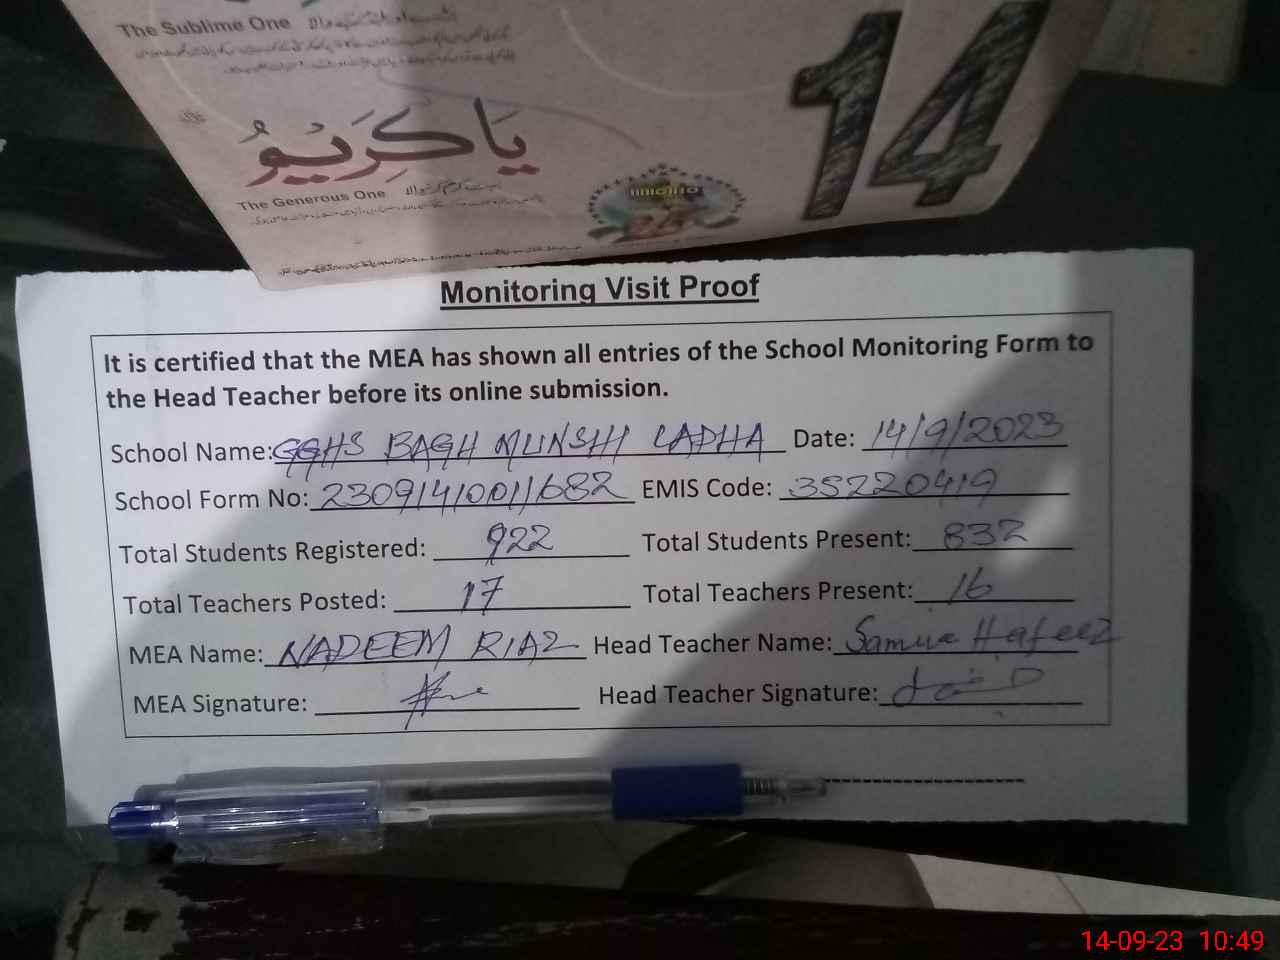 The Sublime One
14
يَا كَرِيْمُ
The Generous One
Monitoring Visit Proof
It is certified that the MEA has shown all entries of the School Monitoring Form to
the Head Teacher before its online submission.
School Name: GGHS BAGH MUNSHI LADHA Date: 14/9/2023
School Form No: 23091410011682 EMIS Code: 35220419
Total Students Registered: 922 Total Students Present: 832
Total Teachers Posted: 17 Total Teachers Present: 16
MEA Name: NADEEM RIAZ Head Teacher Name: Hafeez
MEA Signature: Head Teacher Signature:
14-09-23 10:49